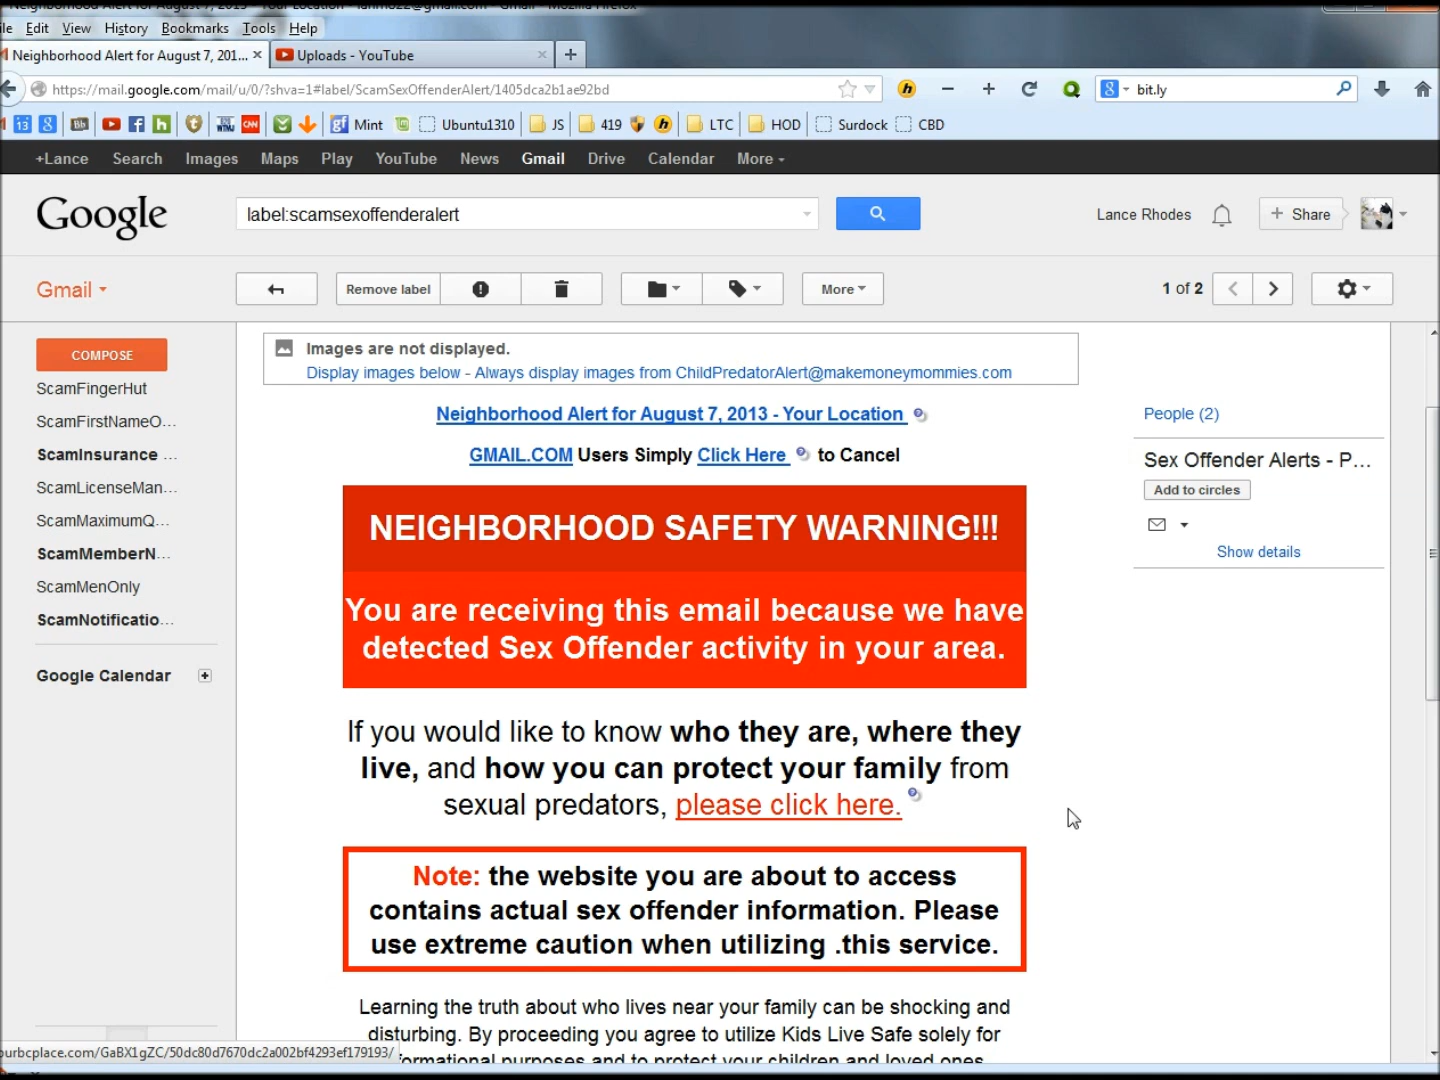 Edit View History Bookmarks Tools Help
Neighborhood Alert for August 7, 201... × Uploads - YouTube × +
https://mail.google.com/mail/u/0/?shva=1#label/ScamSexOffenderAlert/1405dca2b1ae92bd
bit.ly
Mint Ubuntu1310 JS 419 LTC HOD Surdock CBD
+Lance Search Images Maps Play YouTube News Gmail Drive Calendar More
Google
label:scamsexoffenderalert
Lance Rhodes
+ Share
Gmail
Remove label
More
1 of 2
COMPOSE
ScamFingerHut
ScamFirstNameO...
ScamInsurance ...
ScamLicenseMan...
ScamMaximumQ...
ScamMemberN...
ScamMenOnly
ScamNotificatio...
Google Calendar
Images are not displayed.
Display images below - Always display images from ChildPredatorAlert@makemoneymommies.com
Neighborhood Alert for August 7, 2013 - Your Location
GMAIL.COM Users Simply Click Here to Cancel
NEIGHBORHOOD SAFETY WARNING!!!
You are receiving this email because we have
detected Sex Offender activity in your area.
If you would like to know who they are, where they
live, and how you can protect your family from
sexual predators, please click here.
Note: the website you are about to access
contains actual sex offender information. Please
use extreme caution when utilizing .this service.
Learning the truth about who lives near your family can be shocking and
disturbing. By proceeding you agree to utilize Kids Live Safe solely for
purposes and to protect your children and loved ones
People (2)
Sex Offender Alerts - P...
Add to circles
Show details
ourbcplace.com/GaBX1gZC/50dc80d7670dc2a002bf4293ef179193/